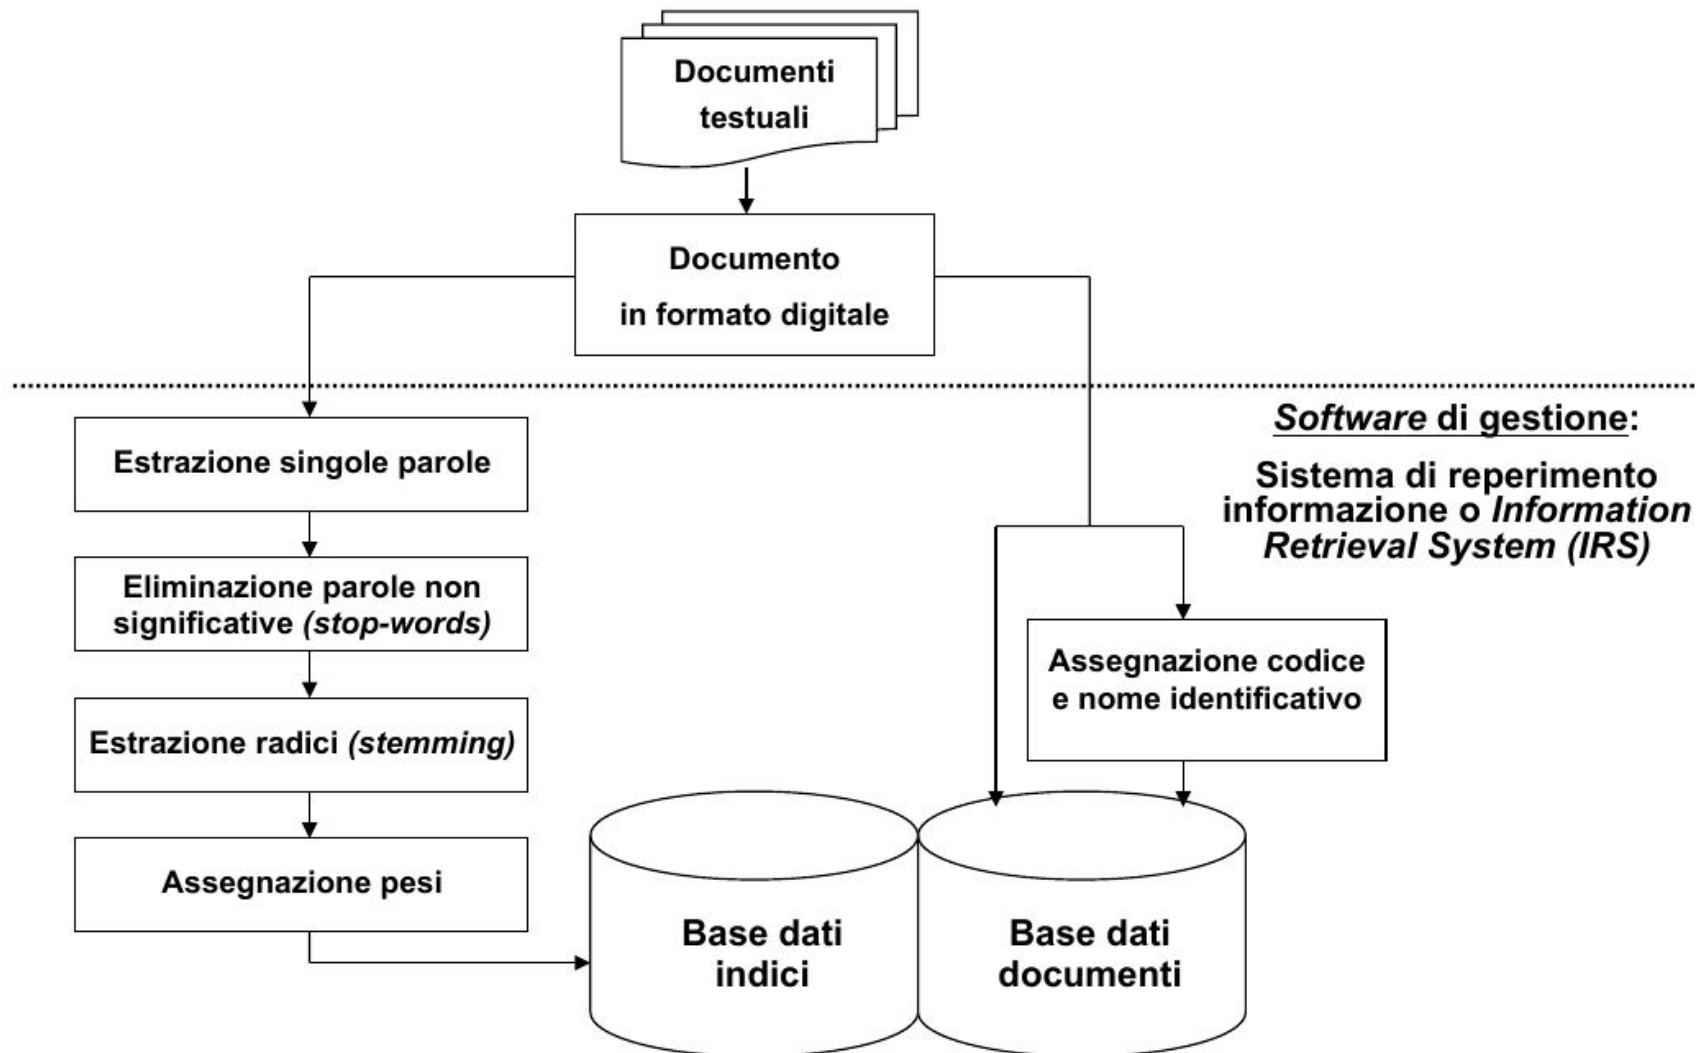 Documenti
testuali
Documento
in formato digitale
Software di gestione:
Sistema di reperimento
informazione o Information
Retrieval System (IRS)
Estrazione singole parole
Eliminazione parole non
significative (stop-words)
Estrazione radici (stemming)
Assegnazione pesi
Assegnazione codice
e nome identificativo
Base dati
indici
Base dati
documenti